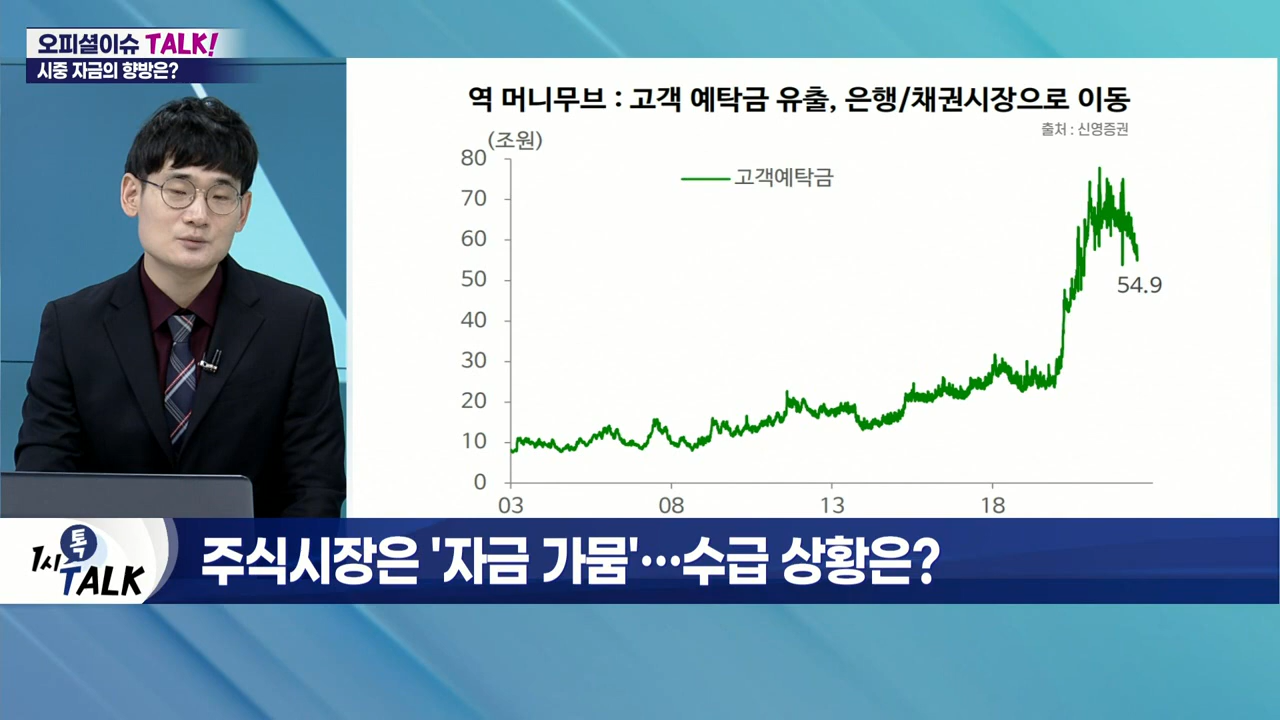 오피셜이슈 TALK!
시중 자금의 향방은?
역 머니무브 : 고객 예탁금 유출, 은행/채권시장으로 이동
출처 : 신영증권
(조원)
고객예탁금
80
70
60
50
40
30
20
10
0
54.9
03 08 13 18
1시 톡 TALK
주식시장은 '자금 가뭄'…수급 상황은?